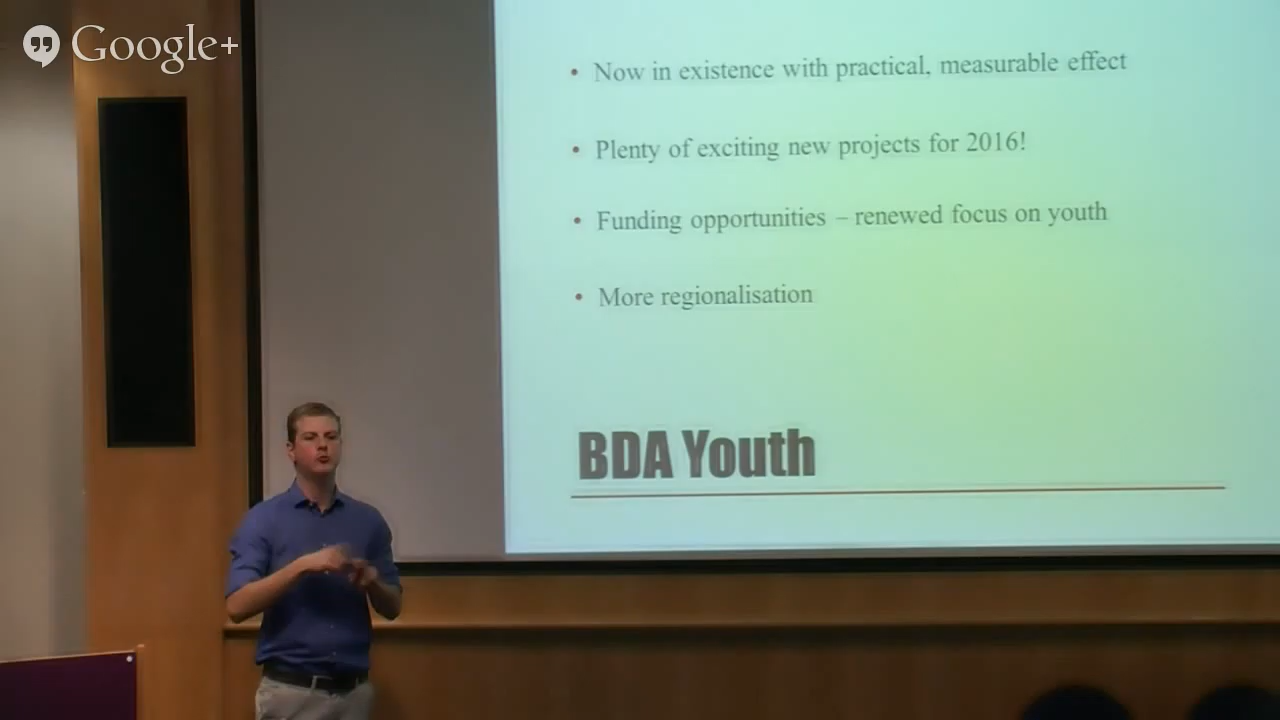 Google+
• Now in existence with practical, measurable effect
• Plenty of exciting new projects for 2016!
• Funding opportunities – renewed focus on youth
• More regionalisation
BDA Youth